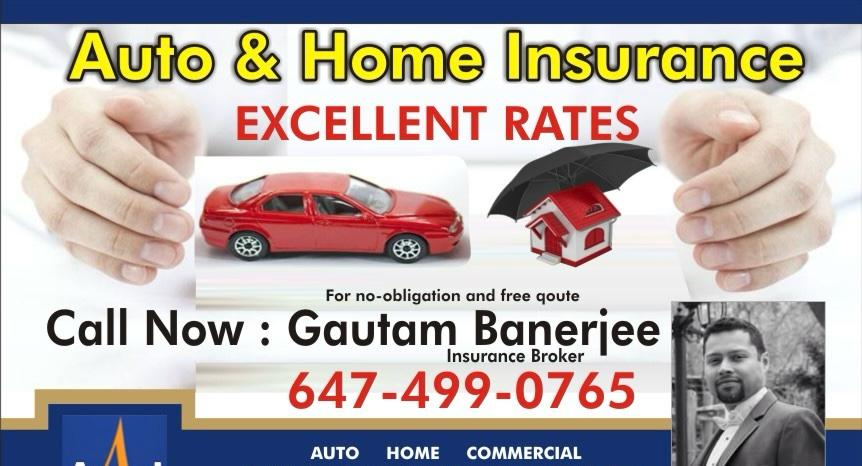 Auto & Home Insurance
EXCELLENT RATES
For no-obligation and free qoute
Call Now : Gautam Banerjee
Insurance Broker
647-499-0765
AUTO HOME COMMERCIAL